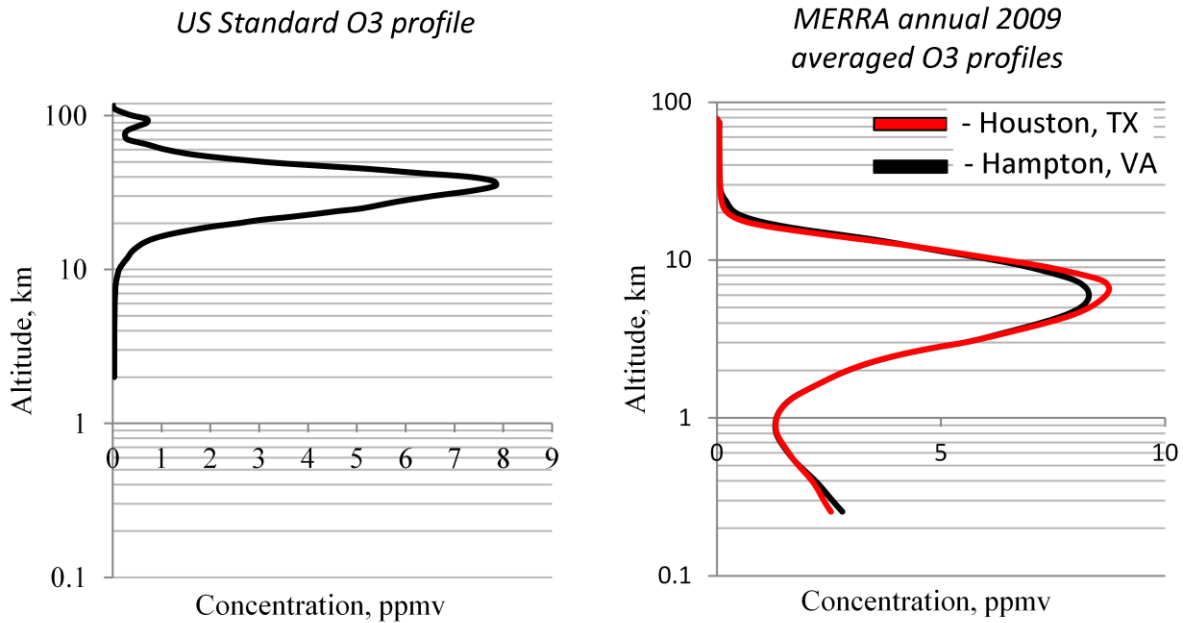 US Standard O3 profile
100
10
1
0.1
0 1 2 3 4 5 6 7 8 9
Altitude, km
Concentration, ppmv
MERRA annual 2009
averaged O3 profiles
- Houston, TX
- Hampton, VA
100
10
1
0.1
0 5 10
Altitude, km
Concentration, ppmv